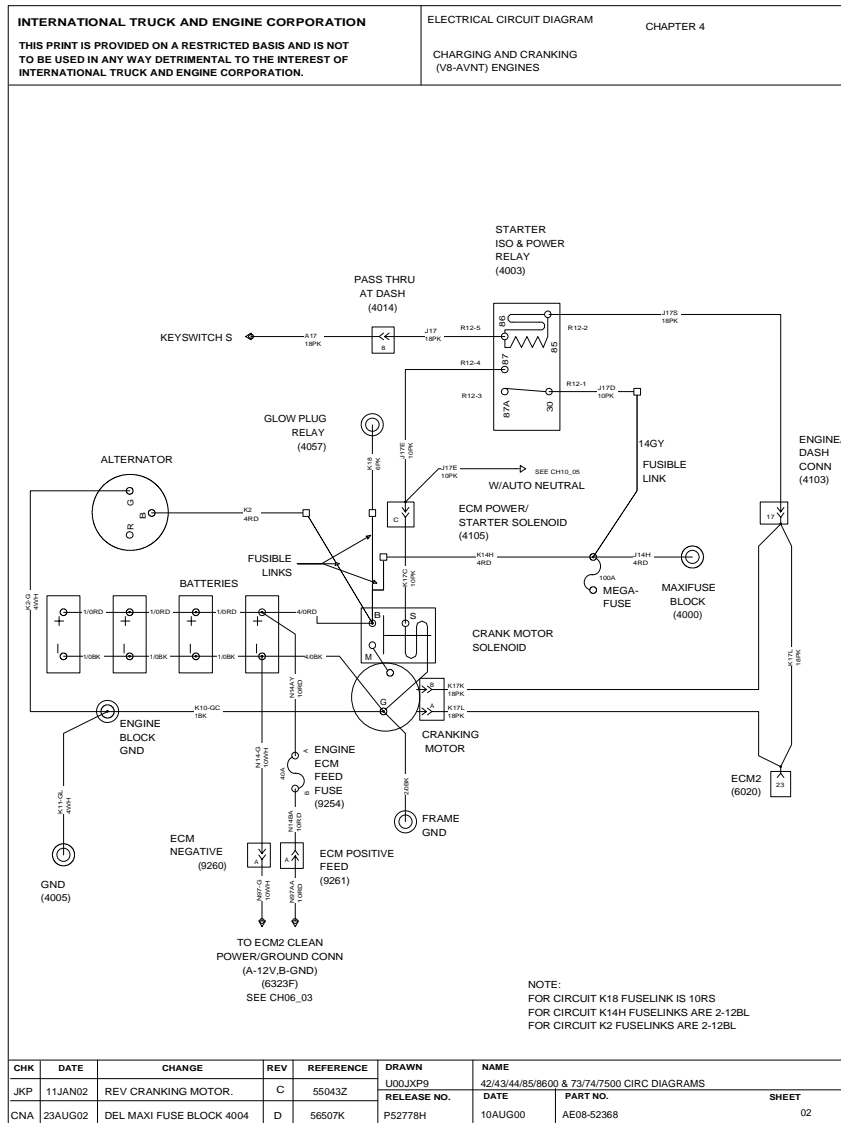 INTERNATIONAL TRUCK AND ENGINE CORPORATION
THIS PRINT IS PROVIDED ON A RESTRICTED BASIS AND IS NOT
TO BE USED IN ANY WAY DETRIMENTAL TO THE INTEREST OF
INTERNATIONAL TRUCK AND ENGINE CORPORATION.
ELECTRICAL CIRCUIT DIAGRAM
CHAPTER 4
CHARGING AND CRANKING
(V8-AVNT) ENGINES
STARTER
ISO & POWER
RELAY
(4003)
PASS THRU
AT DASH
(4014)
KEYSWITCH S
A17
18PK
8
J17
18PK
R12-5
86
85
R12-2
J17S
18PK
R12-4
87
R12-3
87A
30
R12-1
J17D
10PK
GLOW PLUG
RELAY
(4057)
K18
6PK
J17E
10PK
J17E
10PK
SEE CH10_05
W/AUTO NEUTRAL
14GY
FUSIBLE
LINK
ENGINE/
DASH
CONN
(4103)
17
ALTERNATOR
G
B
R
K2
4RD
C
ECM POWER/
STARTER SOLENOID
(4105)
FUSIBLE
LINKS
K17C
10PK
K14H
4RD
J14H
4RD
100A
MEGA-
FUSE
MAXIFUSE
BLOCK
(4000)
K3-G
4WH
BATTERIES
1/0RD
1/0RD
1/0RD
4/0RD
+
+
+
+
1/0BK
1/0BK
1/0BK
4/0BK
B
S
M
CRANK MOTOR
SOLENOID
G
B
A
K17K
18PK
K17L
18PK
K17L
18PK
CRANKING
MOTOR
K10-GC
1BK
ENGINE
BLOCK
GND
N14AY
10RD
N14-G
10WH
A
40A
B
ENGINE
ECM
FEED
FUSE
(9254)
2/0BK
FRAME
GND
ECM2
(6020)
23
K11-GL
4WH
GND
(4005)
ECM
NEGATIVE
(9260)
A
N14BA
10RD
A
ECM POSITIVE
FEED
(9261)
N97-G
10WH
N97AA
10RD
TO ECM2 CLEAN
POWER/GROUND CONN
(A-12V,B-GND)
(6323F)
SEE CH06_03
NOTE:
FOR CIRCUIT K18 FUSELINK IS 10RS
FOR CIRCUIT K14H FUSELINKS ARE 2-12BL
FOR CIRCUIT K2 FUSELINKS ARE 2-12BL
CHK DATE CHANGE REV REFERENCE
JKP 11JAN02 REV CRANKING MOTOR. C 55043Z
CNA 23AUG02 DEL MAXI FUSE BLOCK 4004 D 56507K
DRAWN
U00JXP9
RELEASE NO.
P52778H
NAME
42/43/44/85/8600 & 73/74/7500 CIRC DIAGRAMS
DATE
10AUG00
PART NO.
AE08-52368
SHEET
02